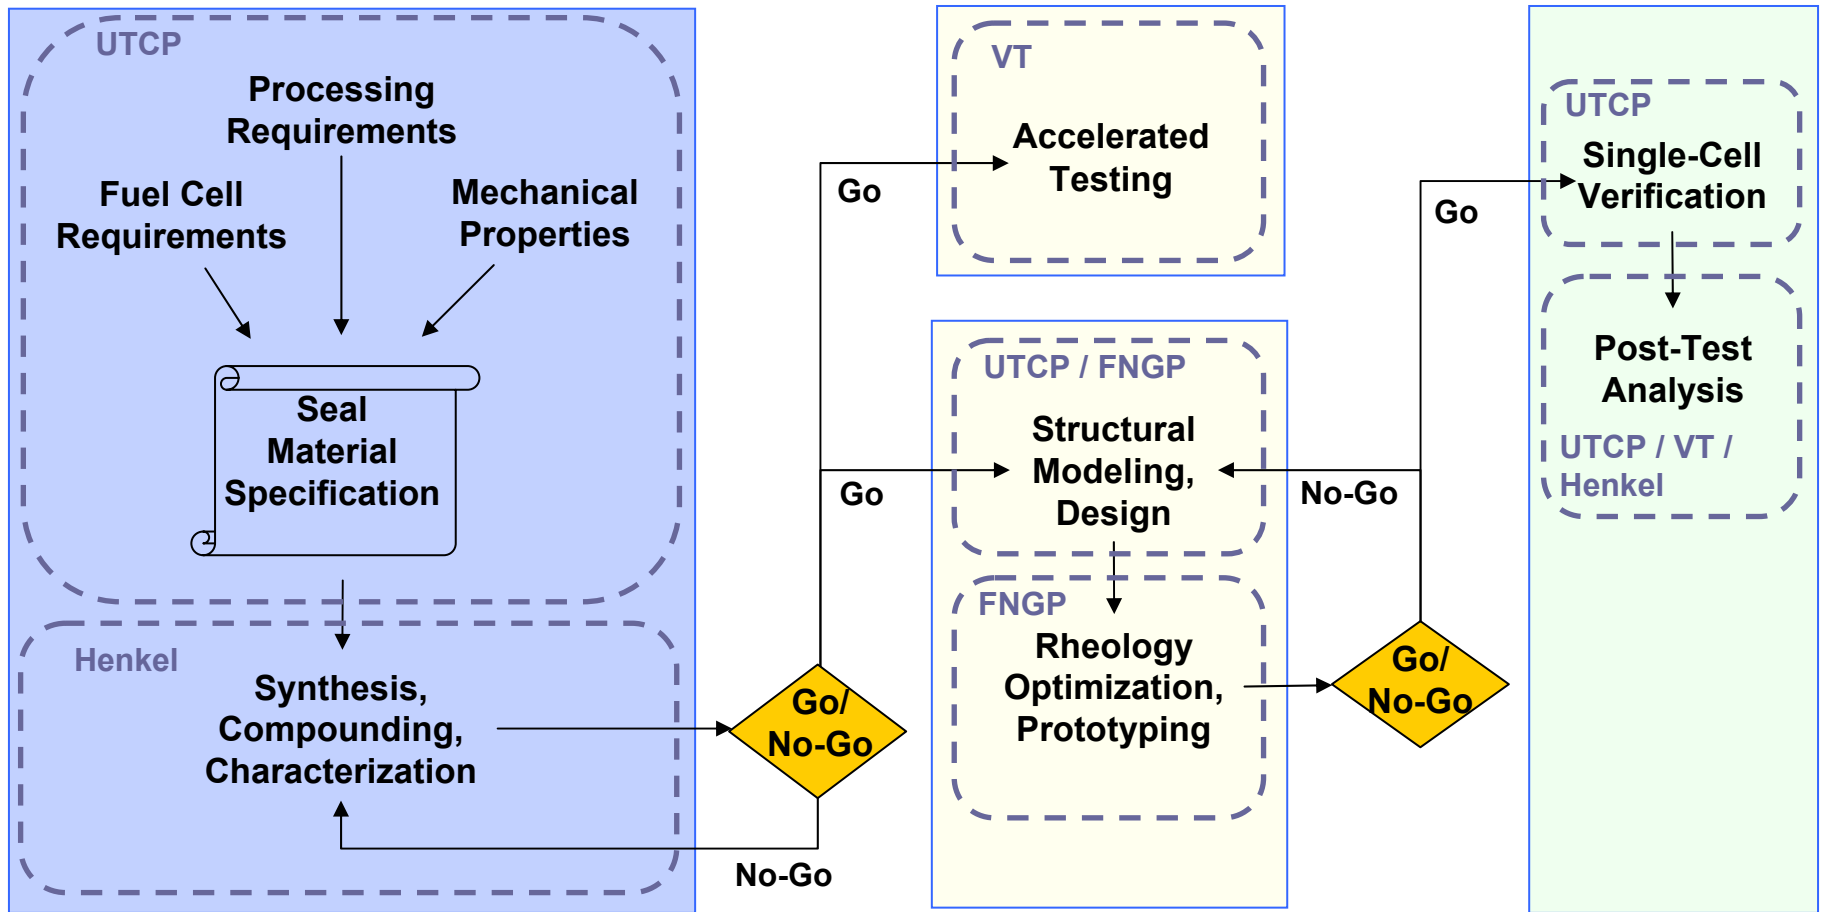 UTCP
Processing
Requirements
Fuel Cell
Requirements
Mechanical
Properties
Seal
Material
Specification
Henkel
Synthesis,
Compounding,
Characterization
Go/
No-Go
No-Go
Go
Go
VT
Accelerated
Testing
UTCP / FNGP
Structural
Modeling,
Design
FNGP
Rheology
Optimization,
Prototyping
No-Go
Go/
No-Go
Go
UTCP
Single-Cell
Verification
Post-Test
Analysis
UTCP / VT /
Henkel